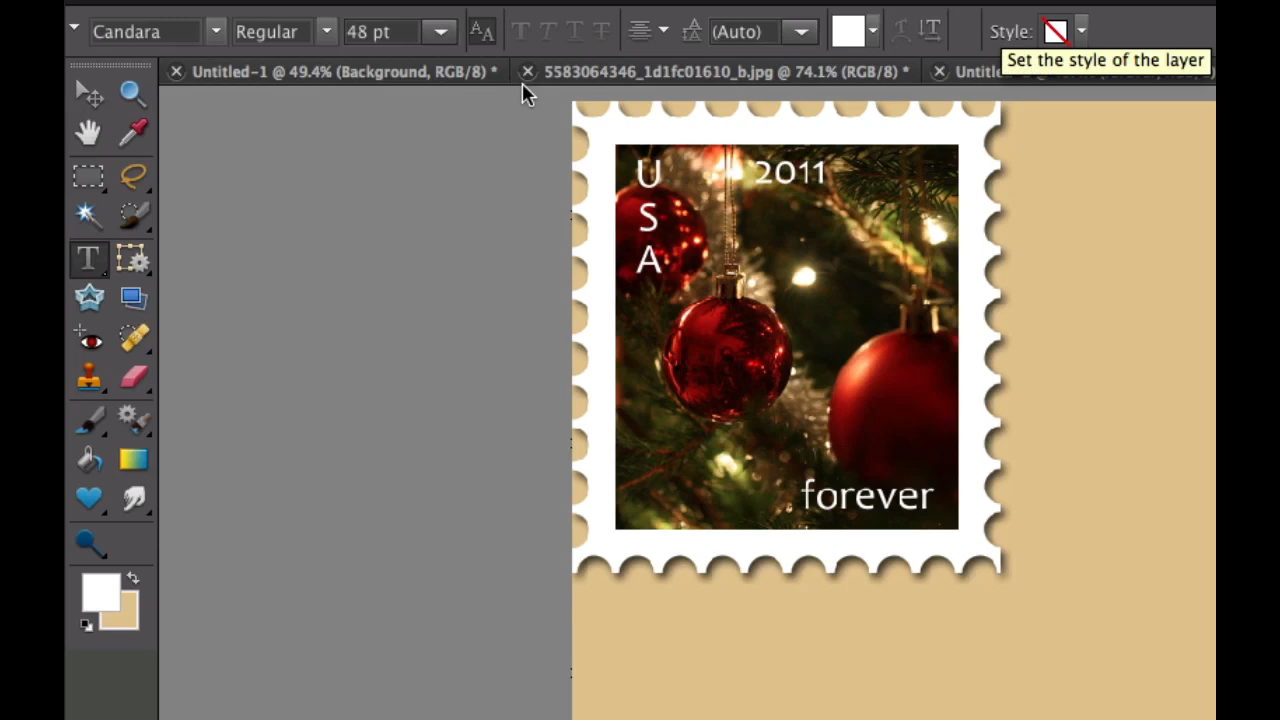 Candara Regular 48 pt (Auto) Style:
Set the style of the layer
Untitled-1 @ 49.4% (Background, RGB/8) * 5583064346_1d1fc01610_b.jpg @ 74.1% (RGB/8) *
U 2011
S
A
forever